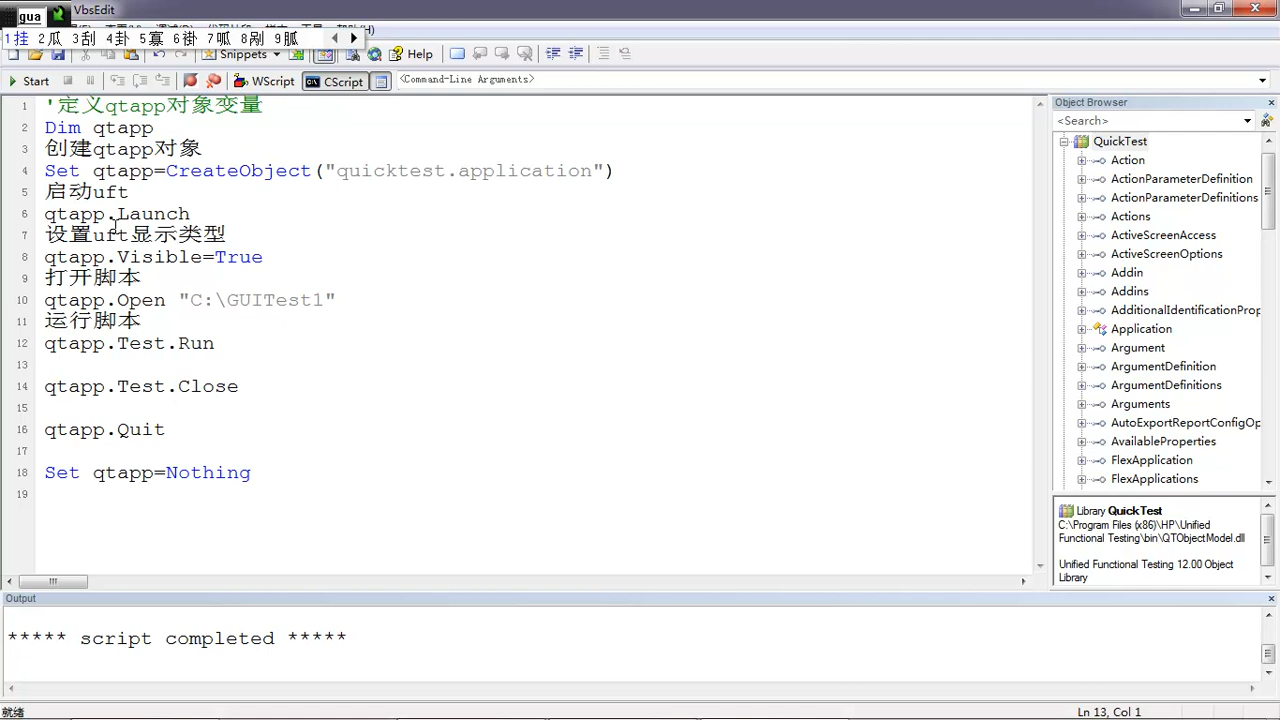 gua
VbsEdit
1挂 2瓜 3刮 4卦 5寡 6褂 7呱 8剐 9胍
Snippets
Help
Start
WScript
CScript
<Command-Line Arguments>
1 '定义qtapp对象变量
2 Dim qtapp
3 创建qtapp对象
4 Set qtapp=CreateObject("quicktest.application")
5 启动uft
6 qtapp.Launch
7 设置uft显示类型
8 qtapp.Visible=True
9 打开脚本
10 qtapp.Open "C:\GUITest1"
11 运行脚本
12 qtapp.Test.Run
13
14 qtapp.Test.Close
15
16 qtapp.Quit
17
18 Set qtapp=Nothing
19
Object Browser
<Search>
QuickTest
Action
ActionParameterDefinition
ActionParameterDefinitions
Actions
ActiveScreenAccess
ActiveScreenOptions
Addin
Addins
AdditionalIdentificationProp
Application
Argument
ArgumentDefinition
ArgumentDefinitions
Arguments
AutoExportReportConfigOp
AvailableProperties
FlexApplication
FlexApplications
Library QuickTest
C:\Program Files (x86)\HP\Unified
Functional Testing\bin\QTObjectModel.dll
Unified Functional Testing 12.00 Object
Library
Output
***** script completed *****
就绪
Ln 13, Col 1